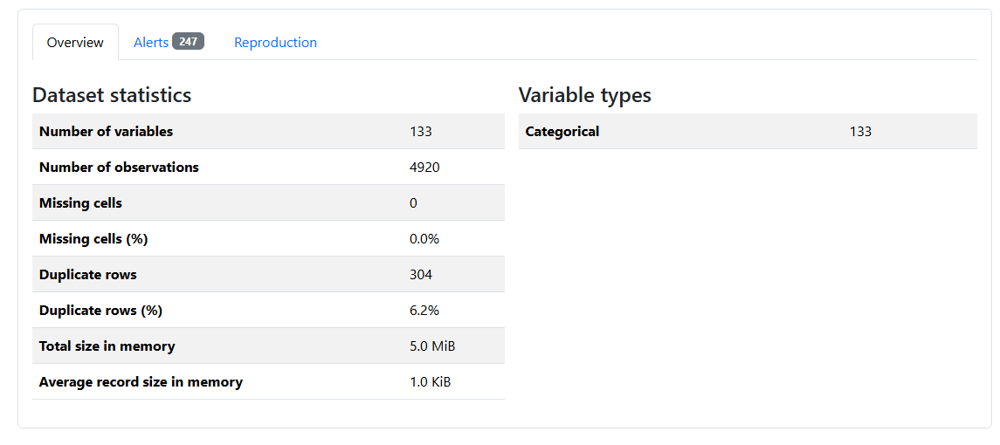 Overview Alerts 247 Reproduction
Dataset statistics
Number of variables 133
Number of observations 4920
Missing cells 0
Missing cells (%) 0.0%
Duplicate rows 304
Duplicate rows (%) 6.2%
Total size in memory 5.0 MiB
Average record size in memory 1.0 KiB
Variable types
Categorical 133